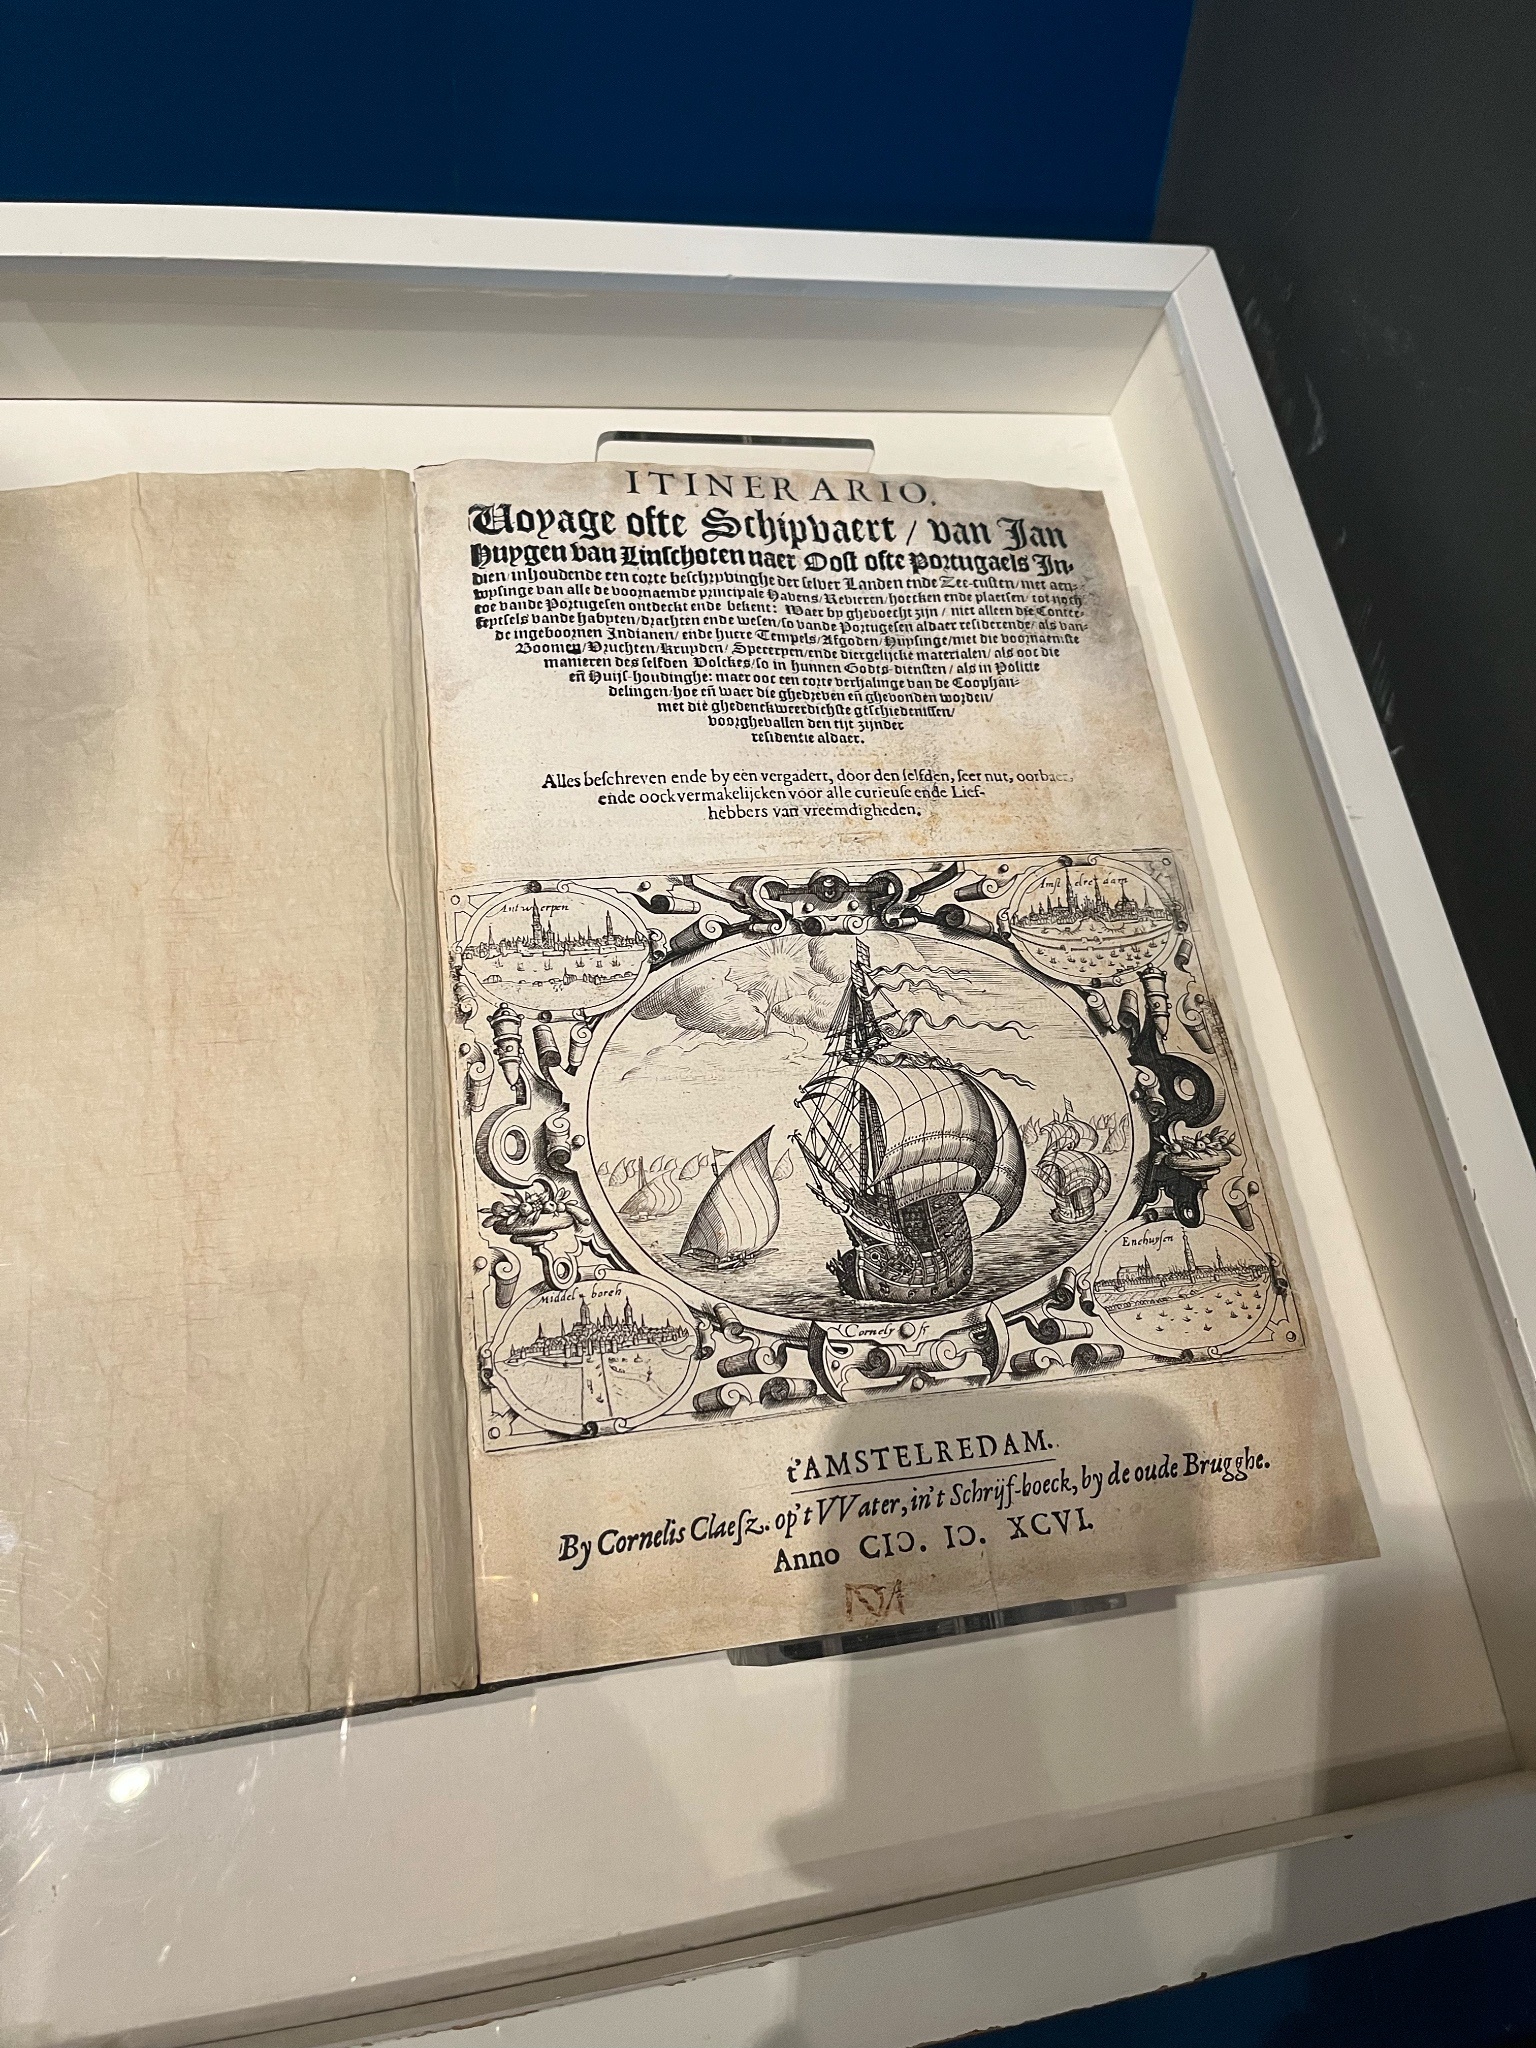 ITINERARIO,
Voyage ofte Schipvaert / van Jan
Huygen van Linſchoten naer Ooſt ofte Portugaels In-
dien/ inhoudende een corte beſchryvinghe der ſelver Landen ende Zee-cuſten/ met aen-
wyſinge van alle de voornaemde principale Havens/ Revieren/ hoecken ende plaetſen/ tot noch
toe vande Portugeſen ontdeckt ende bekent: Waer by ghevoecht zijn / niet alleen die Conter-
feytſels vande habyten/ drachten ende weſen/ ſo vande Portugeſen aldaer reſiderende/ als van-
de ingeboornen Indianen/ ende huere Tempels/ Afgoden/ Huyſinge/ met die voornaemſte
Boomen/ Vruchten/ Kruyden/ Speceryen/ ende diergelijcke materialen/ als ooc die
manieren des ſelfden Volckes/ ſo in hunnen Godts-dienſten / als in Politie
eñ Huiſ-houdinghe: maer ooc een corte verhalinge van de Coophan-
delingen/ hoe eñ waer die ghedreven eñ ghevonden worden/
met die ghedenckweerdichſte geſchiedeniſſen/
voorghevallen den tijt zijnder
reſidentie aldaer.
Alles beſchreven ende by een vergadert, door den ſelfden, ſeer nut, oorbaer,
ende oock vermakelijcken voor alle curieuſe ende Lief-
hebbers van vreemdigheden.
Antwerpen
Amstelredam
Middelborch
Enchuyſen
t'AMSTELREDAM.
By Cornelis Claeſz. op't VVater, in't Schrijf-boeck, by de oude Brugghe.
Anno CIↃ. IↃ. XCVI.